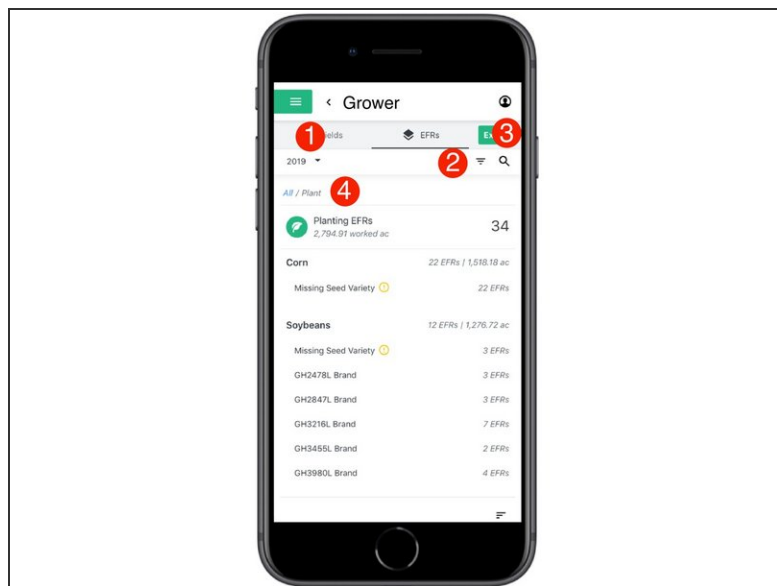 Grower
1 ields EFRs Ex 3
2019 2
All / Plant 4
Planting EFRs 34
2,794.91 worked ac
Corn 22 EFRs | 1,518.18 ac
Missing Seed Variety 22 EFRs
Soybeans 12 EFRs | 1,276.72 ac
Missing Seed Variety 3 EFRs
GH2478L Brand 3 EFRs
GH2847L Brand 3 EFRs
GH3216L Brand 7 EFRs
GH3455L Brand 2 EFRs
GH3980L Brand 4 EFRs